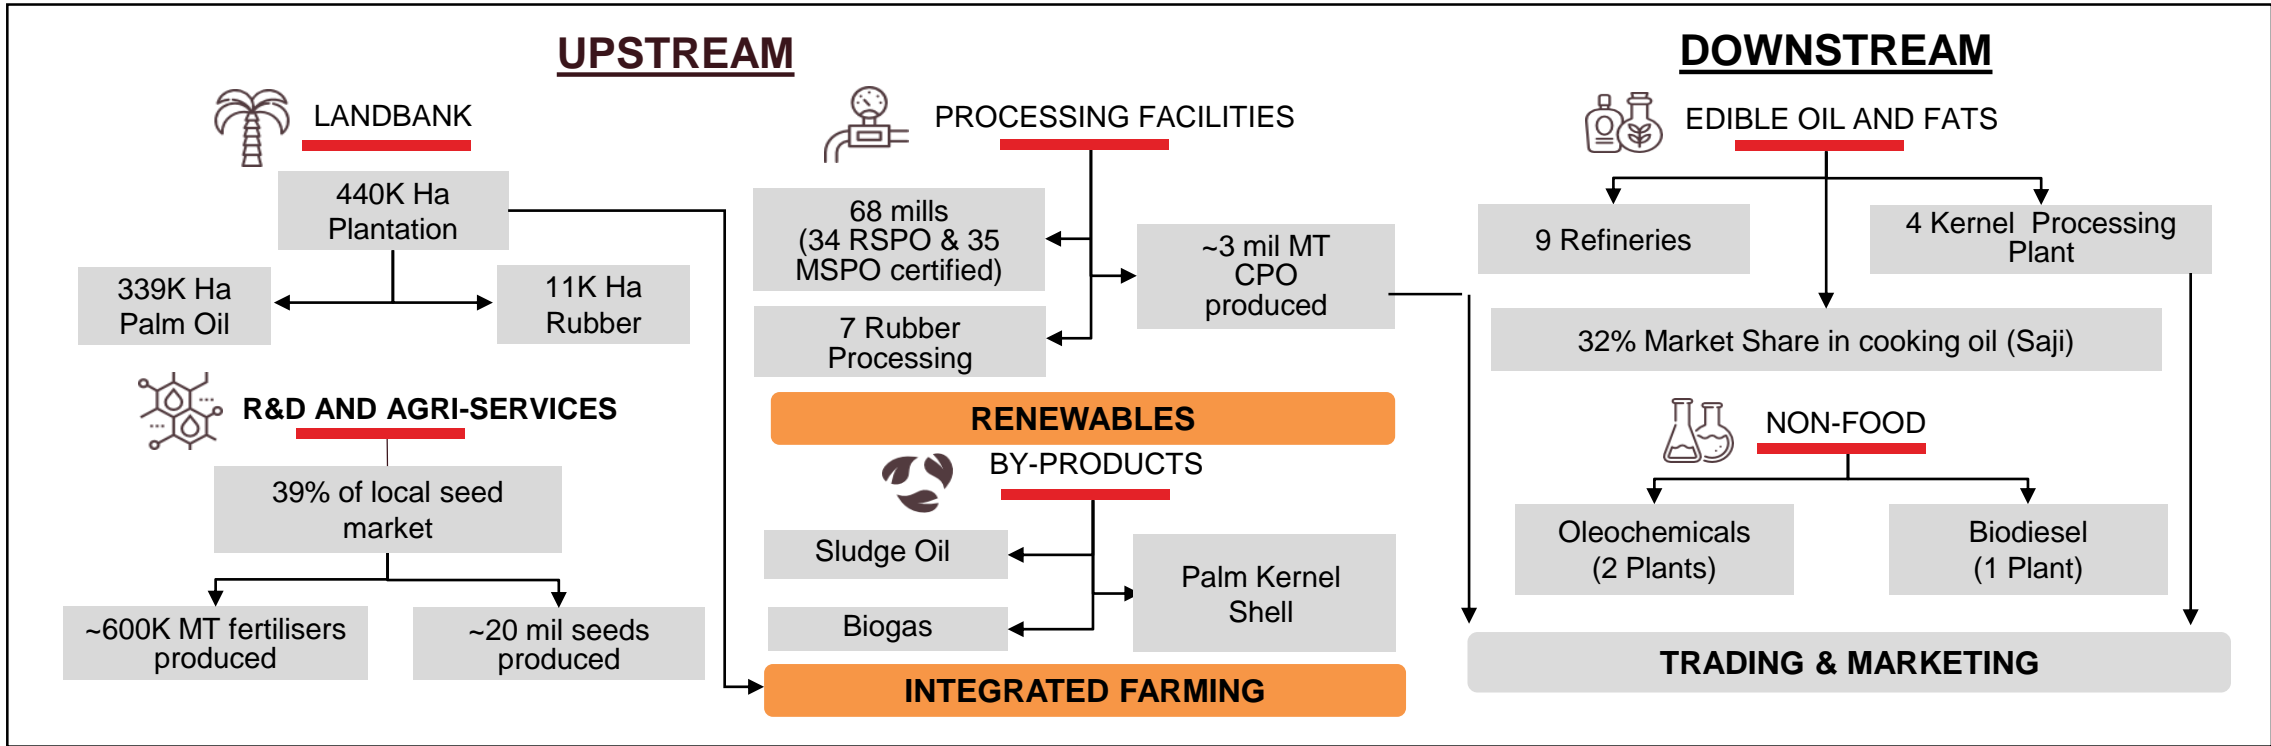 UPSTREAM
LANDBANK
440K Ha
Plantation
339K Ha
Palm Oil
11K Ha
Rubber
R&D AND AGRI-SERVICES
39% of local seed
market
~600K MT fertilisers
produced
~20 mil seeds
produced
PROCESSING FACILITIES
68 mills
(34 RSPO & 35
MSPO certified)
~3 mil MT
CPO
produced
7 Rubber
Processing
RENEWABLES
BY-PRODUCTS
Sludge Oil
Biogas
Palm Kernel
Shell
INTEGRATED FARMING
DOWNSTREAM
EDIBLE OIL AND FATS
9 Refineries
4 Kernel Processing
Plant
32% Market Share in cooking oil (Saji)
NON-FOOD
Oleochemicals
(2 Plants)
Biodiesel
(1 Plant)
TRADING & MARKETING